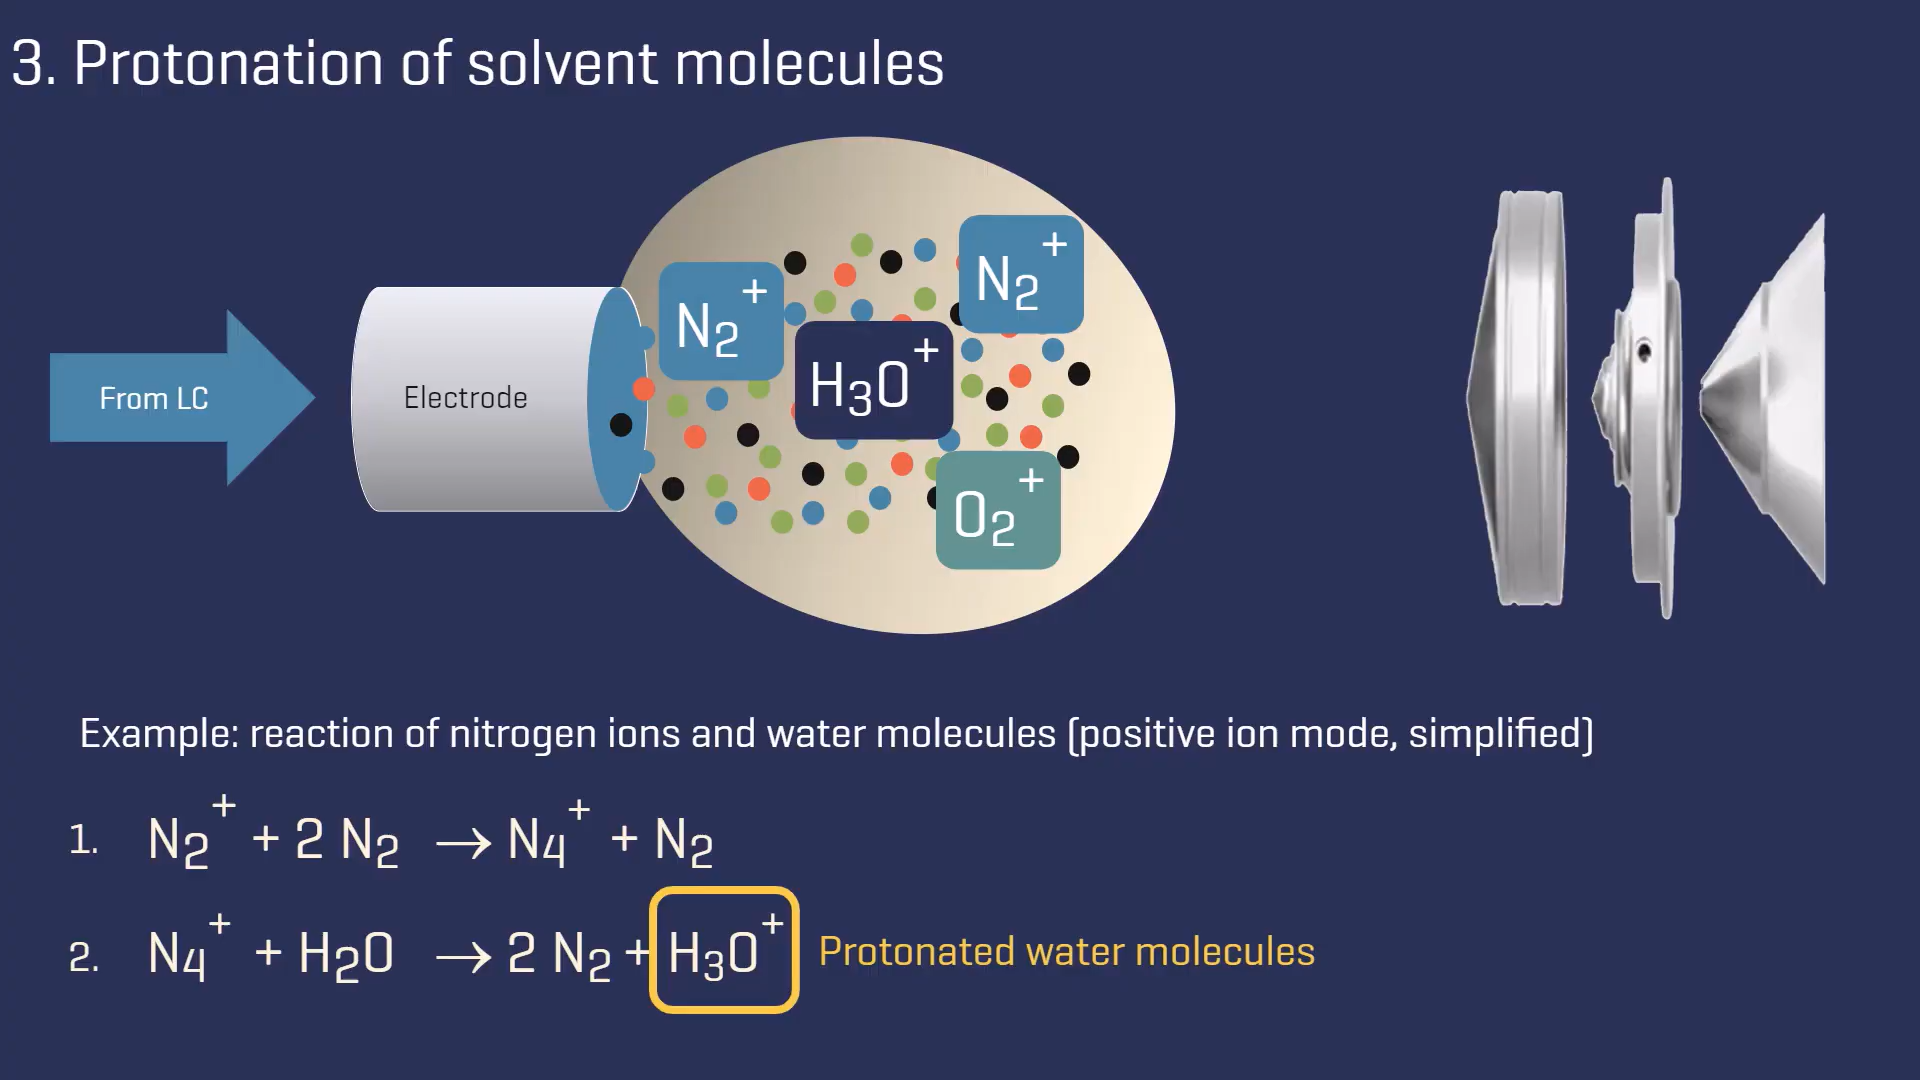 3. Protonation of solvent molecules
From LC
Electrode
N₂⁺
H₃O⁺
N₂⁺
O₂⁺
Example: reaction of nitrogen ions and water molecules (positive ion mode, simplified)
1. N₂⁺ + 2 N₂ → N₄⁺ + N₂
2. N₄⁺ + H₂O → 2 N₂ + H₃O⁺ Protonated water molecules